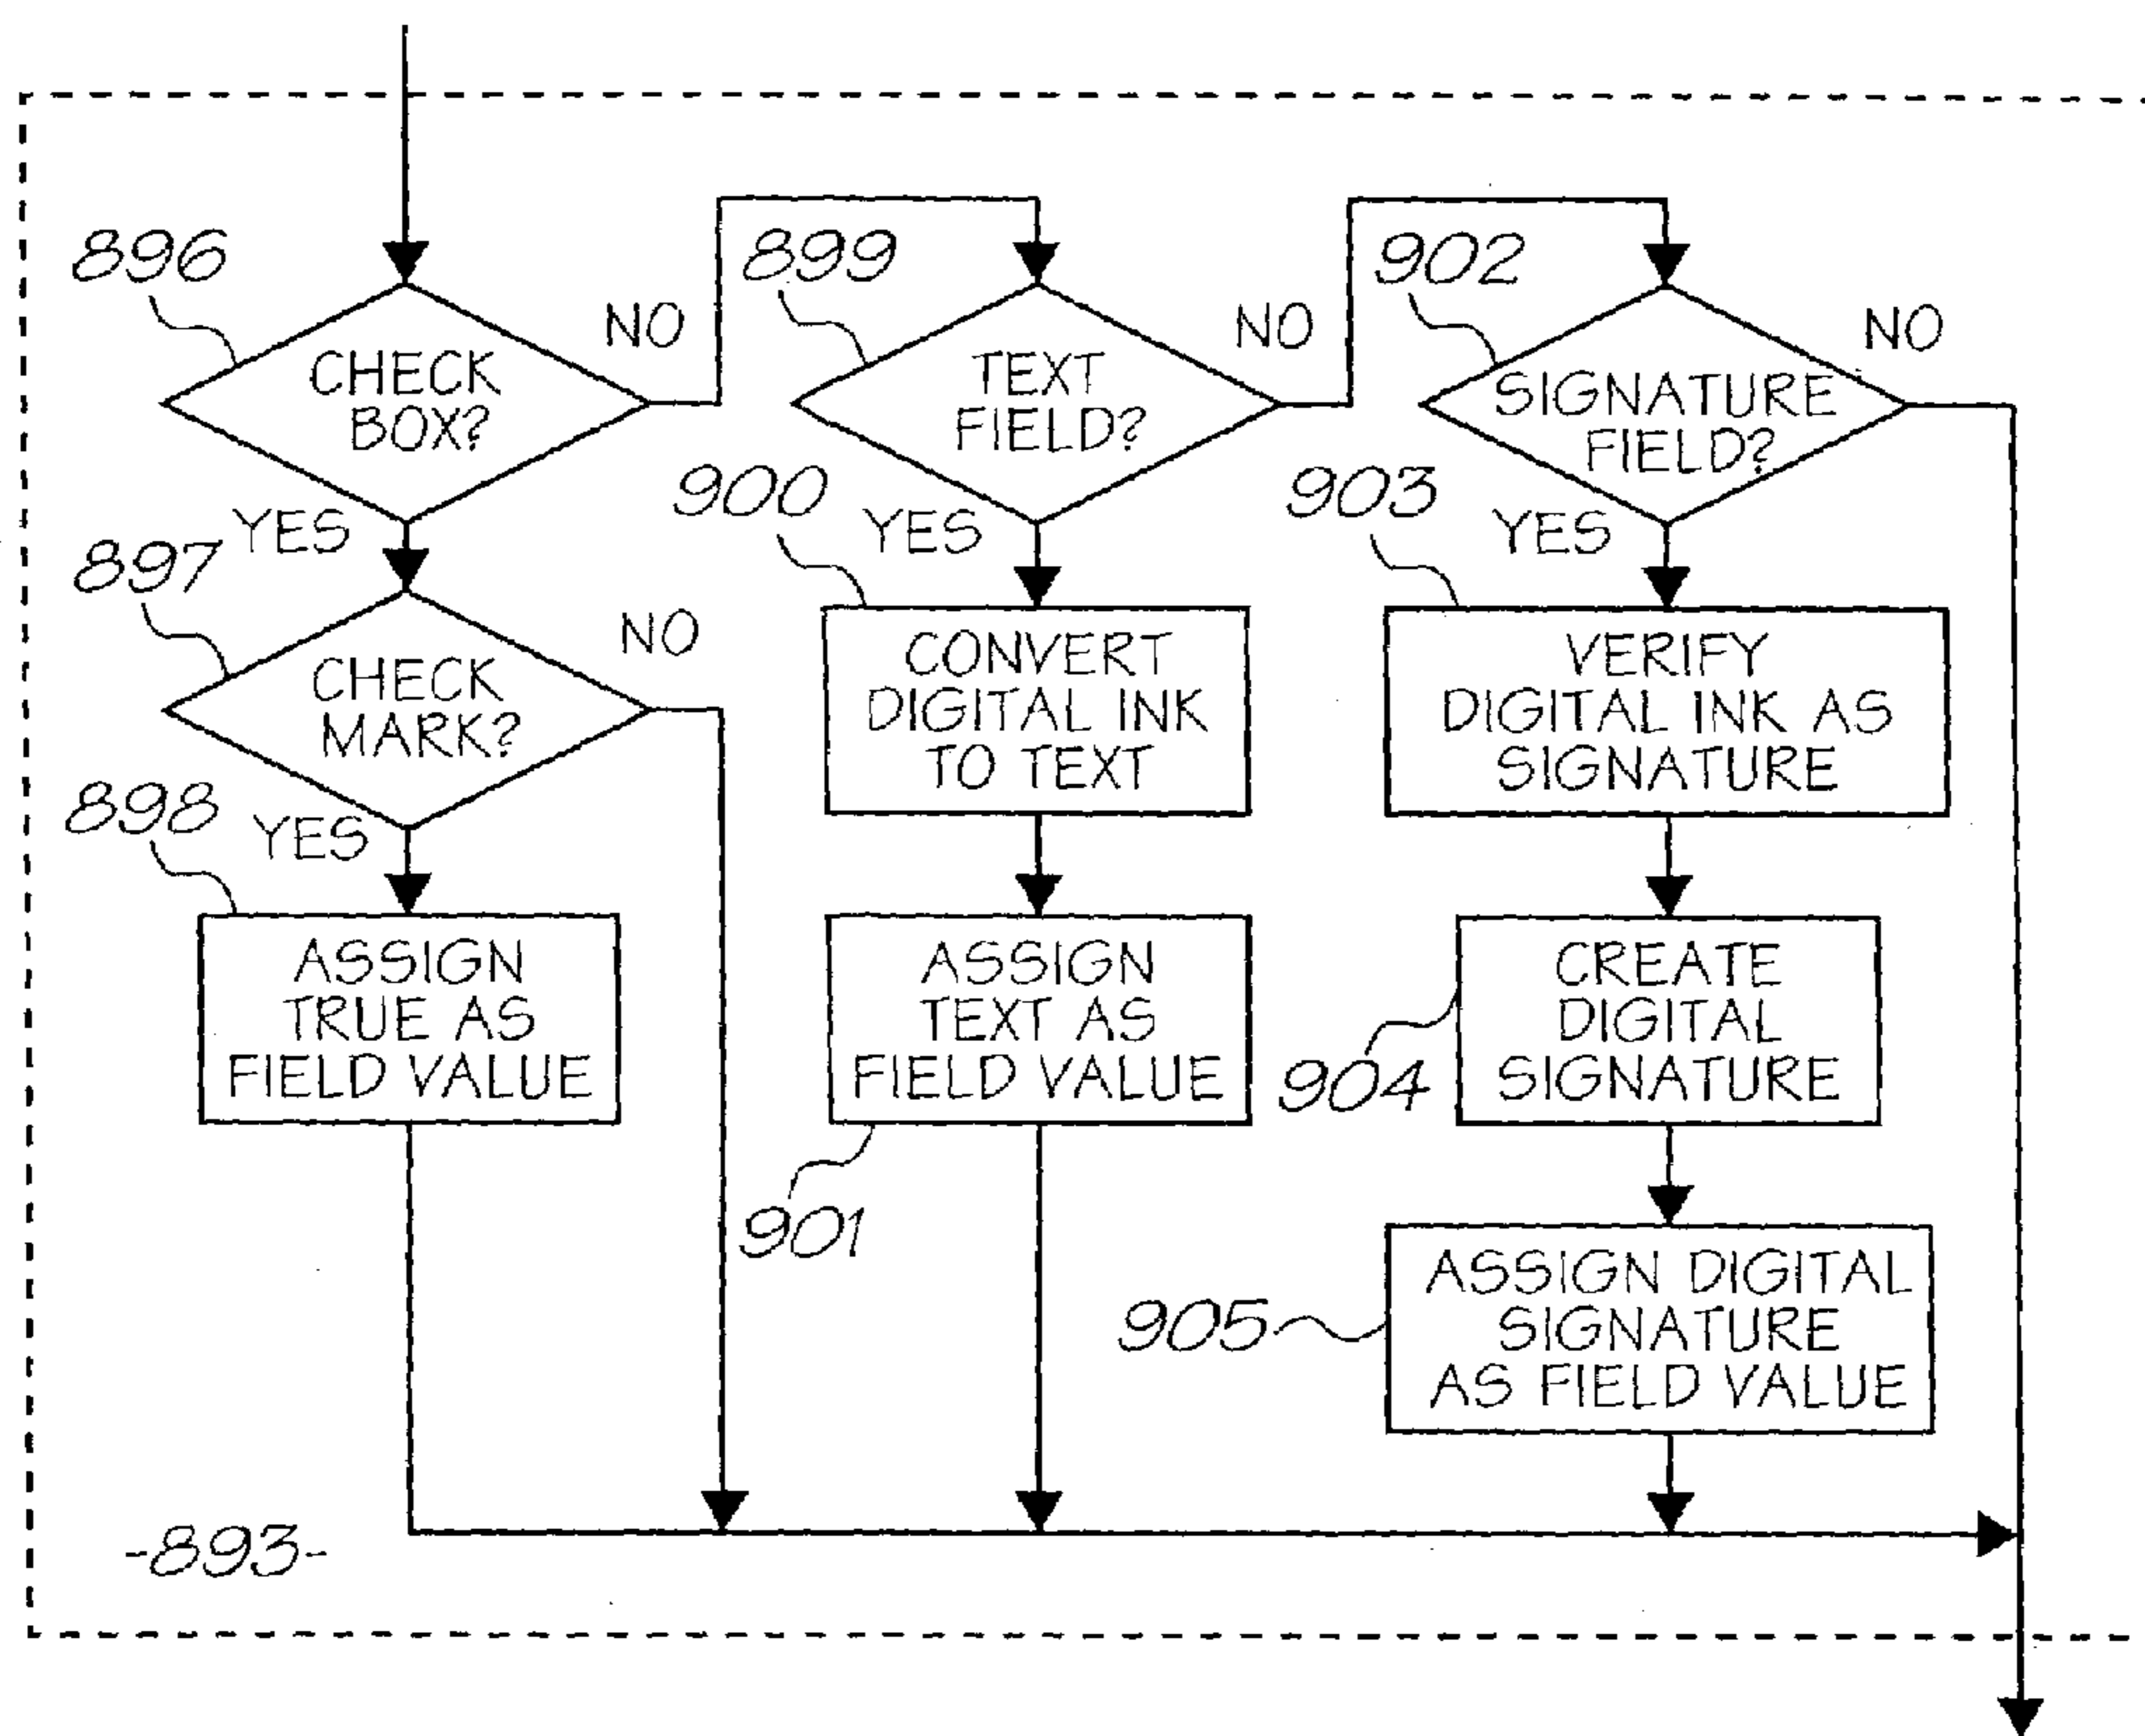 896
CHECK
BOX?
NO
YES
897
CHECK
MARK?
NO
YES
898
ASSIGN
TRUE AS
FIELD VALUE
899
TEXT
FIELD?
NO
YES
900
CONVERT
DIGITAL INK
TO TEXT
ASSIGN
TEXT AS
FIELD VALUE
901
902
SIGNATURE
FIELD?
NO
YES
903
VERIFY
DIGITAL INK AS
SIGNATURE
CREATE
DIGITAL
SIGNATURE
904
ASSIGN DIGITAL
SIGNATURE
AS FIELD VALUE
905
-893-